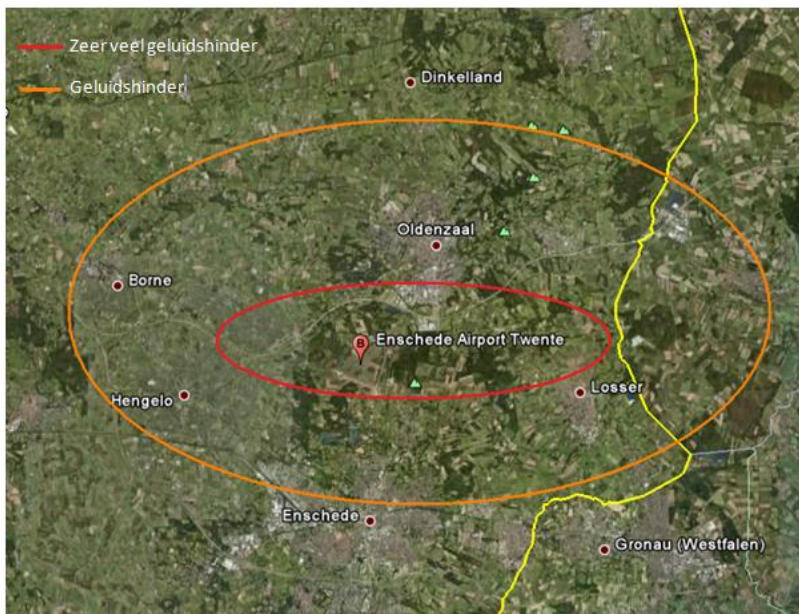 Zeer veel geluidshinder
Geluidshinder
Dinkelland
Oldenzaal
Borne
B
Enschede Airport Twente
Losser
Hengelo
Enschede
Gronau (Westfalen)